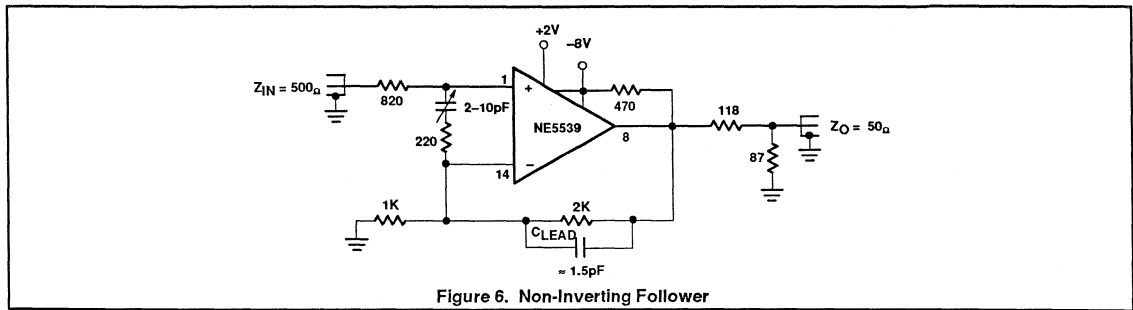 +2V
–8V
Z_IN = 500Ω
820
1
+
2–10pF
470
118
NE5539
8
Z_O = 50Ω
220
87
14
–
1K
2K
C_LEAD
≈ 1.5pF
Figure 6. Non-Inverting Follower